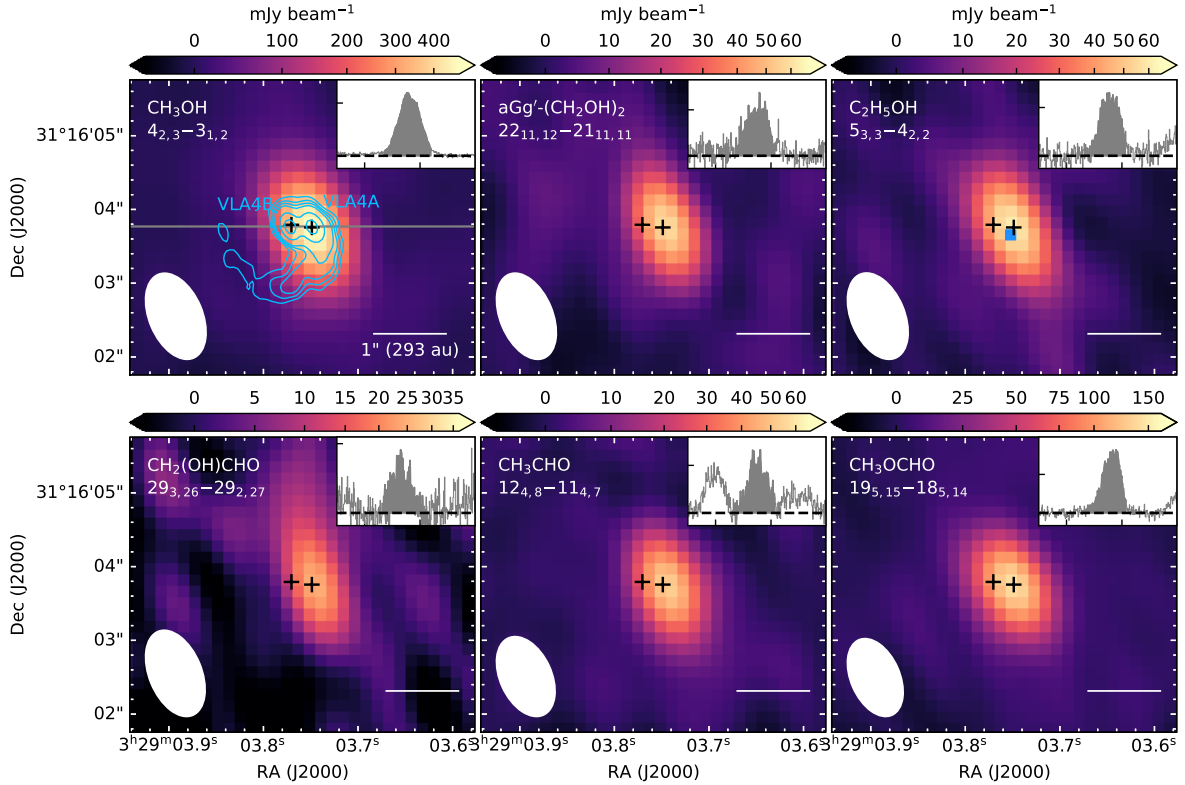 mJy beam⁻¹ mJy beam⁻¹ mJy beam⁻¹
0 100 200 300 400 0 10 20 30 40 50 60 0 10 20 30 40 50 60
CH₃OH
4₂,₃−3₁,₂
aGg′-(CH₂OH)₂
22₁₁,₁₂−21₁₁,₁₁
C₂H₅OH
5₃,₃−4₂,₂
31°16'05"
04"
03"
02"
Dec (J2000)
VLA4B VLA4A
1" (293 au)
0 5 10 15 20 25 30 35 0 10 20 30 40 50 60 0 25 50 75 100 150
CH₂(OH)CHO
29₃,₂₆−29₂,₂₇
CH₃CHO
12₄,₈−11₄,₇
CH₃OCHO
19₅,₁₅−18₅,₁₄
31°16'05"
04"
03"
02"
Dec (J2000)
3ʰ29ᵐ03.9ˢ 03.8ˢ 03.7ˢ 03.6ˢ 3ʰ29ᵐ03.9ˢ 03.8ˢ 03.7ˢ 03.6ˢ 3ʰ29ᵐ03.9ˢ 03.8ˢ 03.7ˢ 03.6ˢ
RA (J2000) RA (J2000) RA (J2000)